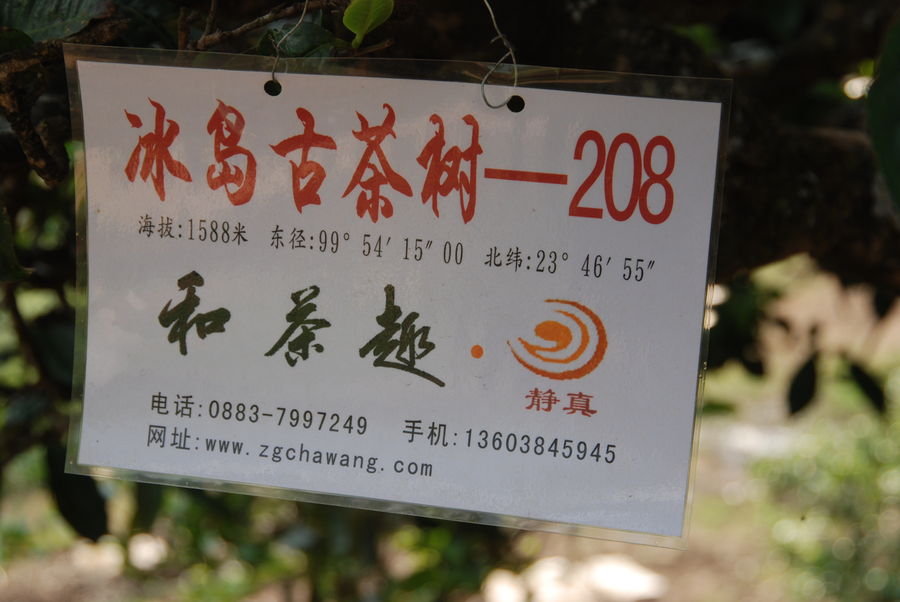 冰岛古茶树—208
海拔:1588米 东径:99° 54′ 15″ 00 北纬:23° 46′ 55″
和茶趣·
静真
电话:0883-7997249 手机:13603845945
网址:www.zgchawang.com